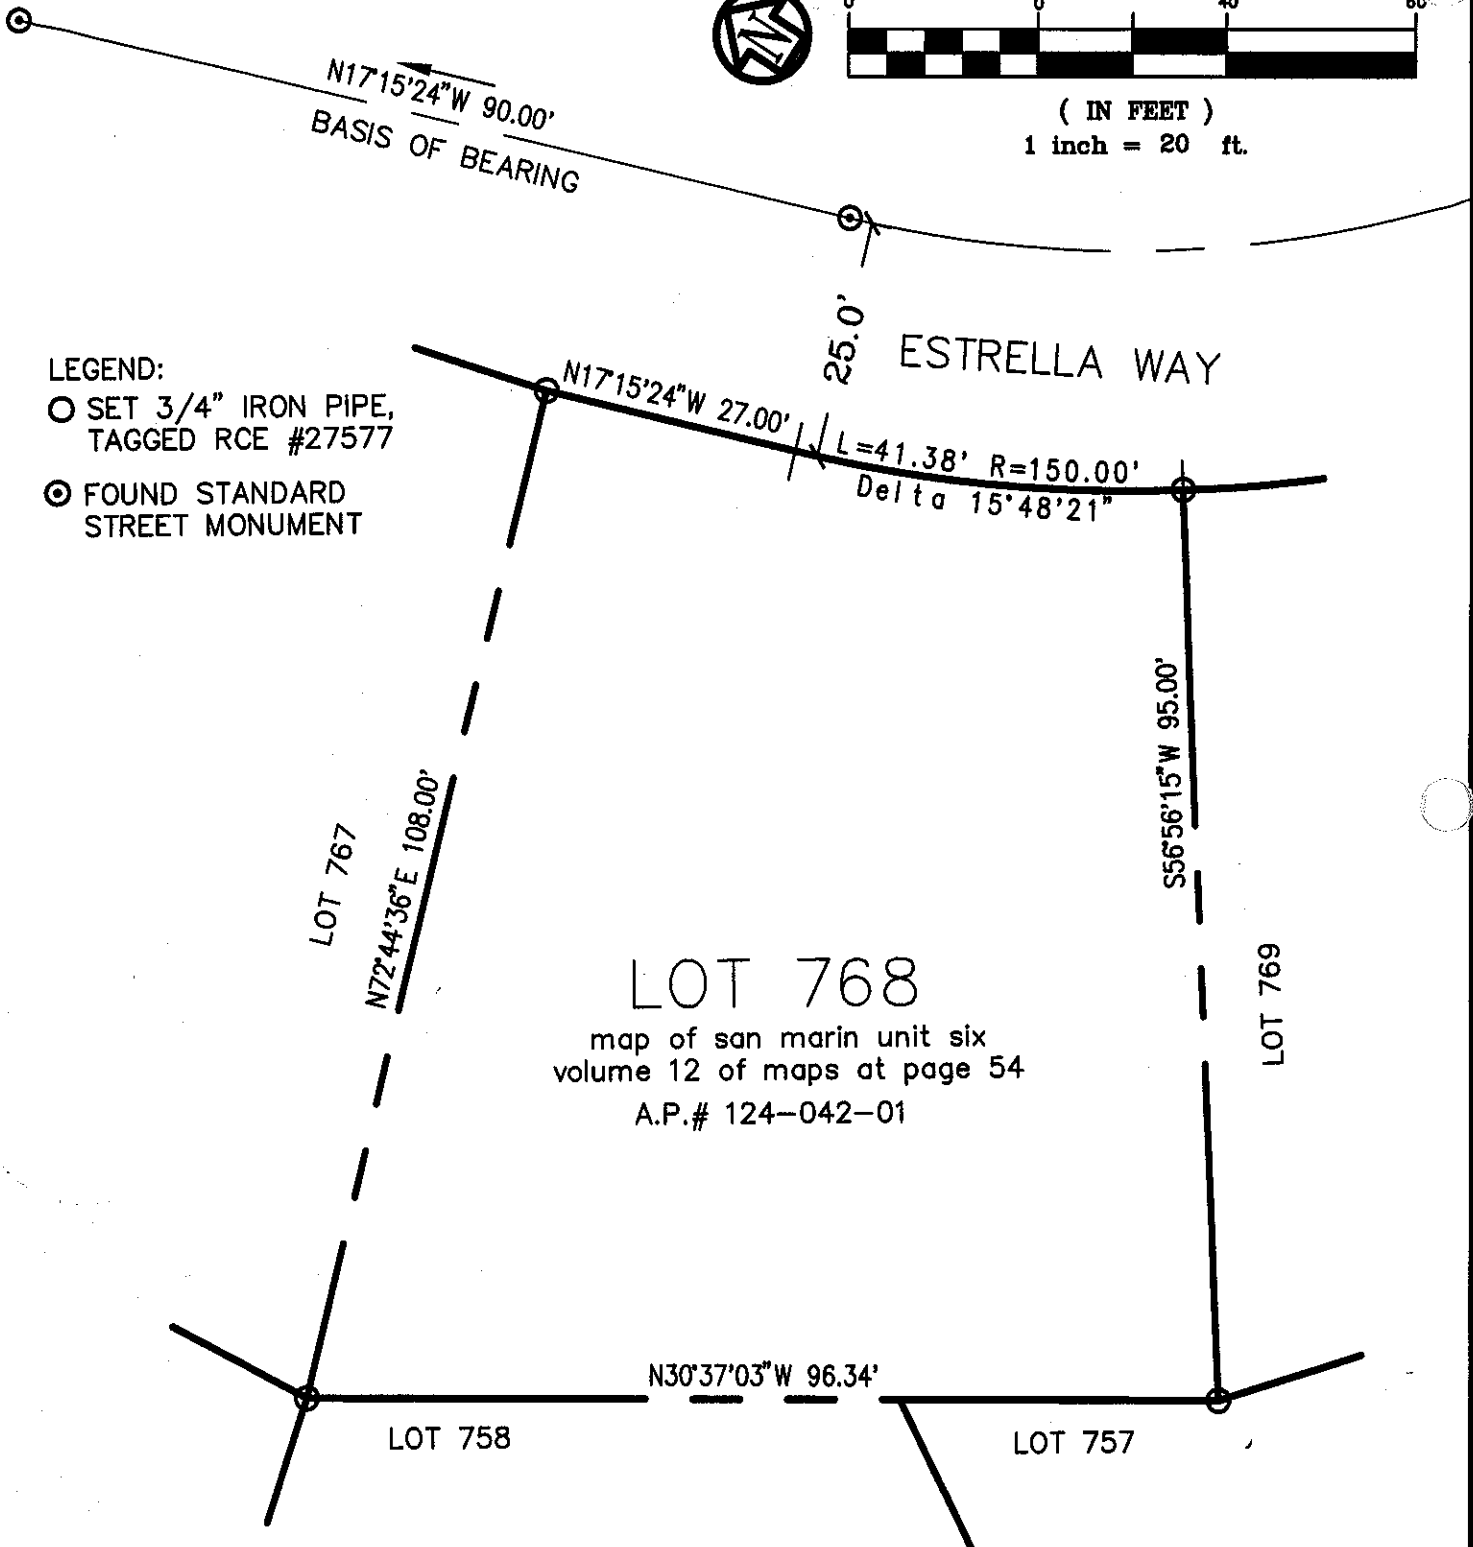 N
0 0 40 60
( IN FEET )
1 inch = 20 ft.
N17°15'24"W 90.00'
BASIS OF BEARING
25.0'
ESTRELLA WAY
LEGEND:
SET 3/4" IRON PIPE,
TAGGED RCE #27577
FOUND STANDARD
STREET MONUMENT
N17°15'24"W 27.00'
L=41.38' R=150.00'
Delta 15°48'21"
S56°56'15"W 95.00'
LOT 767
N72°44'36"E 108.00'
LOT 769
LOT 768
map of san marin unit six
volume 12 of maps at page 54
A.P.# 124-042-01
N30°37'03"W 96.34'
LOT 758
LOT 757